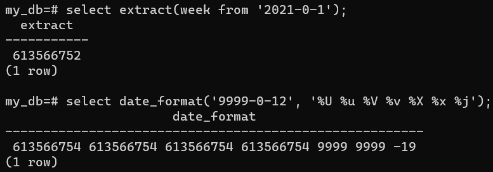 my_db=# select extract(week from '2021-0-1');
  extract
-----------
 613566752
(1 row)

my_db=# select date_format('9999-0-12', '%U %u %V %v %X %x %j');
                     date_format
-----------------------------------------------------
 613566754 613566754 613566754 613566754 9999 9999 -19
(1 row)